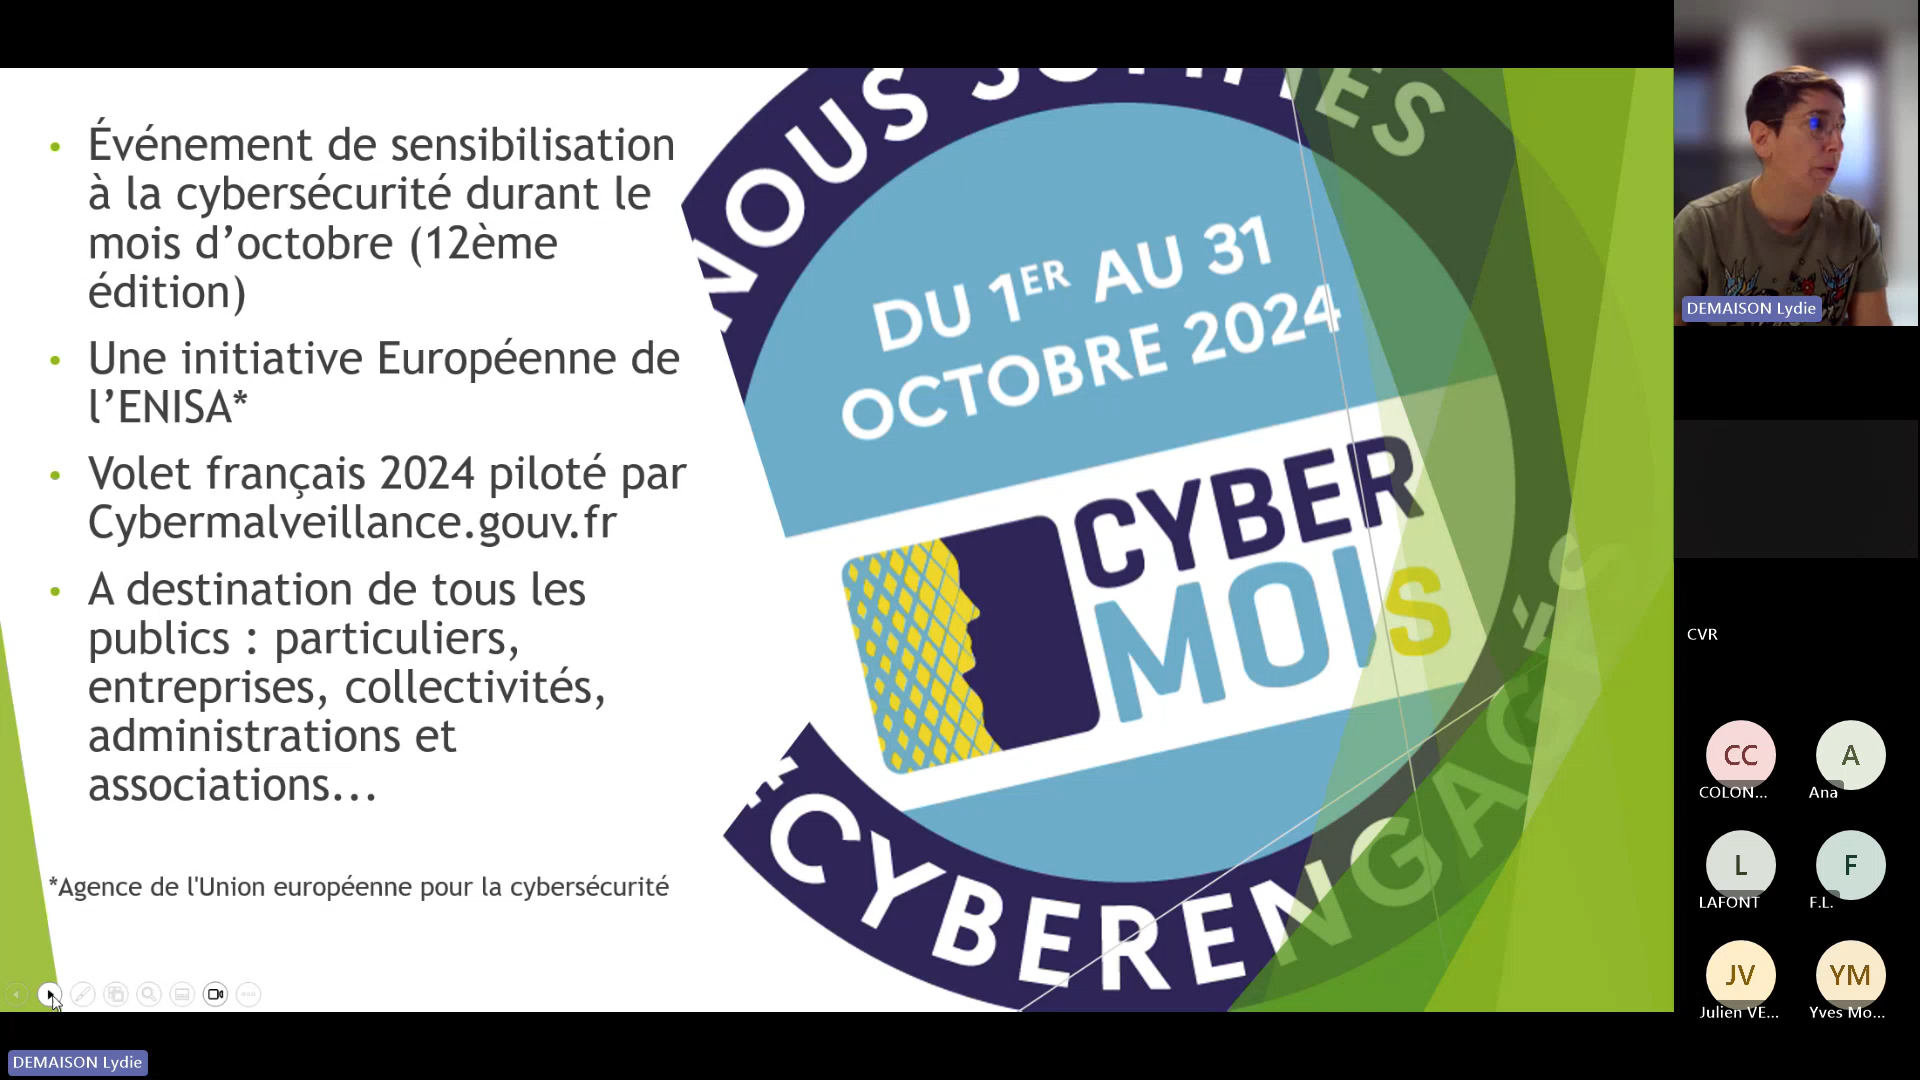 Événement de sensibilisation
à la cybersécurité durant le
mois d’octobre (12ème
édition)
Une initiative Européenne de
l’ENISA*
Volet français 2024 piloté par
Cybermalveillance.gouv.fr
A destination de tous les
publics : particuliers,
entreprises, collectivités,
administrations et
associations...
*Agence de l'Union européenne pour la cybersécurité
NOUS SOMMES
DU 1ER AU 31
OCTOBRE 2024
CYBER
MOIS
#CYBERENGAGÉS
DEMAISON Lydie
CVR
CC
COLON...
A
Ana
L
LAFONT
F
F.L.
JV
Julien VE...
YM
Yves Mo...
DEMAISON Lydie